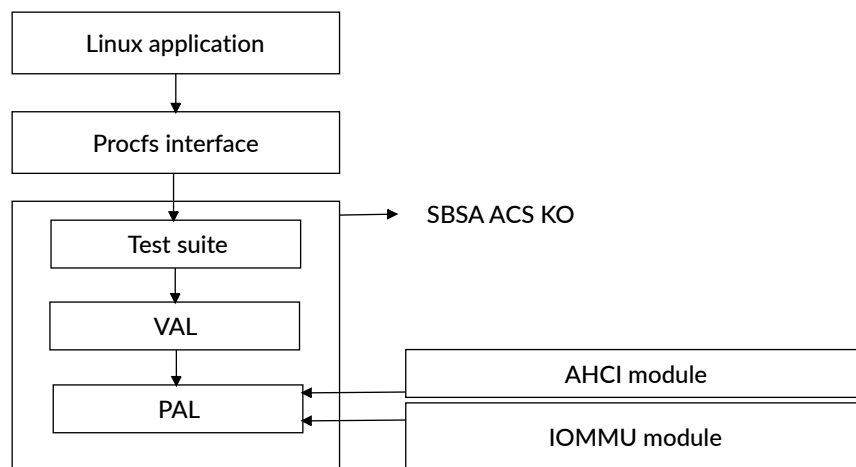 Linux application
Procfs interface
SBSA ACS KO
Test suite
VAL
AHCI module
PAL
IOMMU module